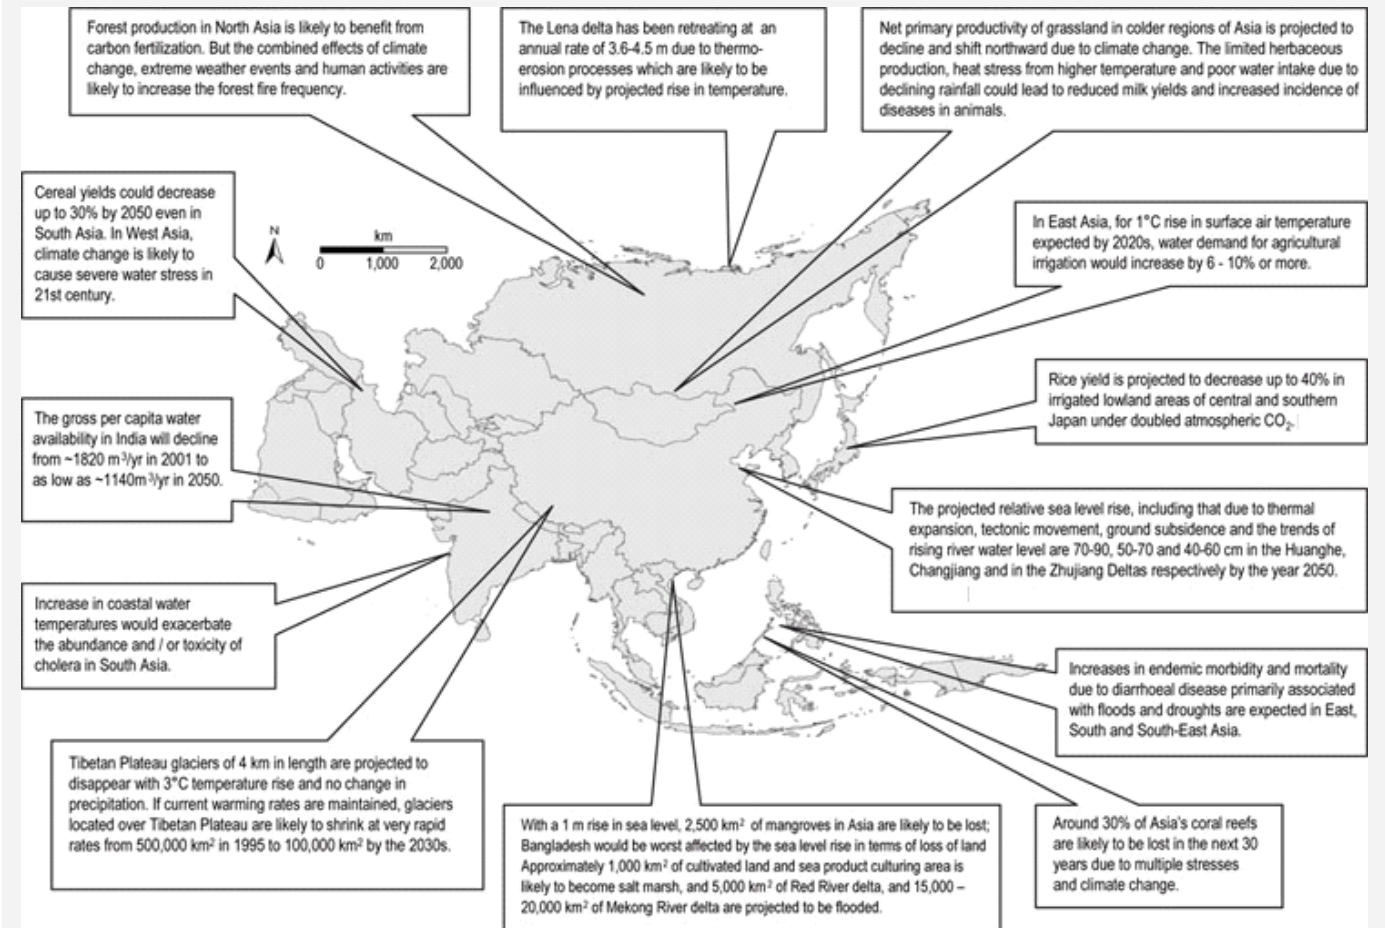 Forest production in North Asia is likely to benefit from
carbon fertilization. But the combined effects of climate
change, extreme weather events and human activities are
likely to increase the forest fire frequency.
The Lena delta has been retreating at an
annual rate of 3.6-4.5 m due to thermo-
erosion processes which are likely to be
influenced by projected rise in temperature.
Net primary productivity of grassland in colder regions of Asia is projected to
decline and shift northward due to climate change. The limited herbaceous
production, heat stress from higher temperature and poor water intake due to
declining rainfall could lead to reduced milk yields and increased incidence of
diseases in animals.
Cereal yields could decrease
up to 30% by 2050 even in
South Asia. In West Asia,
climate change is likely to
cause severe water stress in
21st century.
N
km
0 1,000 2,000
In East Asia, for 1°C rise in surface air temperature
expected by 2020s, water demand for agricultural
irrigation would increase by 6 - 10% or more.
Rice yield is projected to decrease up to 40% in
irrigated lowland areas of central and southern
Japan under doubled atmospheric CO₂.
The gross per capita water
availability in India will decline
from ~1820 m³/yr in 2001 to
as low as ~1140m³/yr in 2050.
The projected relative sea level rise, including that due to thermal
expansion, tectonic movement, ground subsidence and the trends of
rising river water level are 70-90, 50-70 and 40-60 cm in the Huanghe,
Changjiang and in the Zhujiang Deltas respectively by the year 2050.
Increase in coastal water
temperatures would exacerbate
the abundance and / or toxicity of
cholera in South Asia.
Increases in endemic morbidity and mortality
due to diarrhoeal disease primarily associated
with floods and droughts are expected in East,
South and South-East Asia.
Tibetan Plateau glaciers of 4 km in length are projected to
disappear with 3°C temperature rise and no change in
precipitation. If current warming rates are maintained, glaciers
located over Tibetan Plateau are likely to shrink at very rapid
rates from 500,000 km² in 1995 to 100,000 km² by the 2030s.
With a 1 m rise in sea level, 2,500 km² of mangroves in Asia are likely to be lost;
Bangladesh would be worst affected by the sea level rise in terms of loss of land
Approximately 1,000 km² of cultivated land and sea product culturing area is
likely to become salt marsh, and 5,000 km² of Red River delta, and 15,000 –
20,000 km² of Mekong River delta are projected to be flooded.
Around 30% of Asia's coral reefs
are likely to be lost in the next 30
years due to multiple stresses
and climate change.